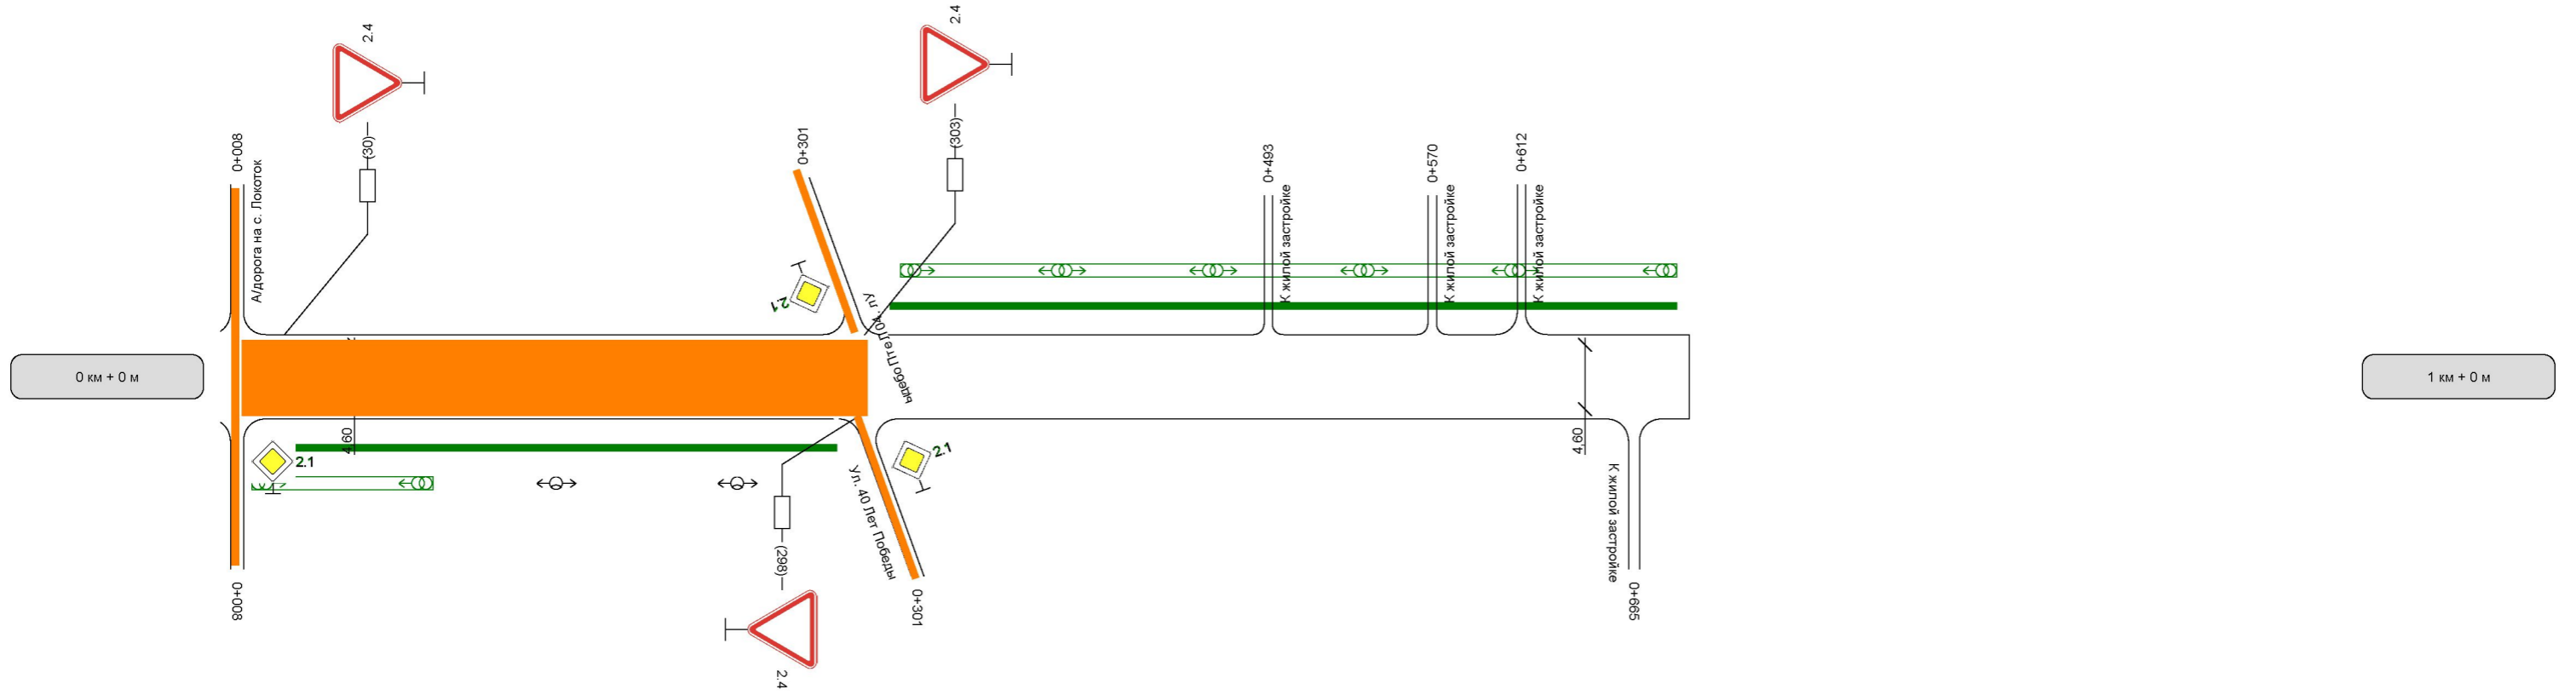 2.4
2.4
(30)
(303)
0+008
А/дорога на с. Локоток
0+301
0+493
К жилой застройке
0+570
К жилой застройке
0+612
К жилой застройке
2.1
Ул. 40 Лет Победы
0 км + 0 м
1 км + 0 м
4,60
4,60
2.1
2.1
Ул. 40 Лет Победы
К жилой застройке
(298)
0+008
0+301
0+665
2.4